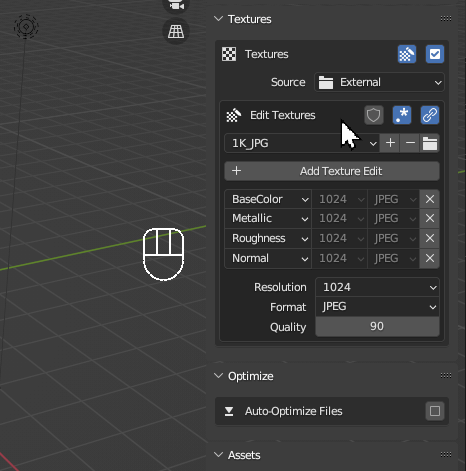 Textures
Textures
Source External
Edit Textures
1K_JPG
Add Texture Edit
BaseColor 1024 JPEG
Metallic 1024 JPEG
Roughness 1024 JPEG
Normal 1024 JPEG
Resolution 1024
Format JPEG
Quality 90
Optimize
Auto-Optimize Files
Assets